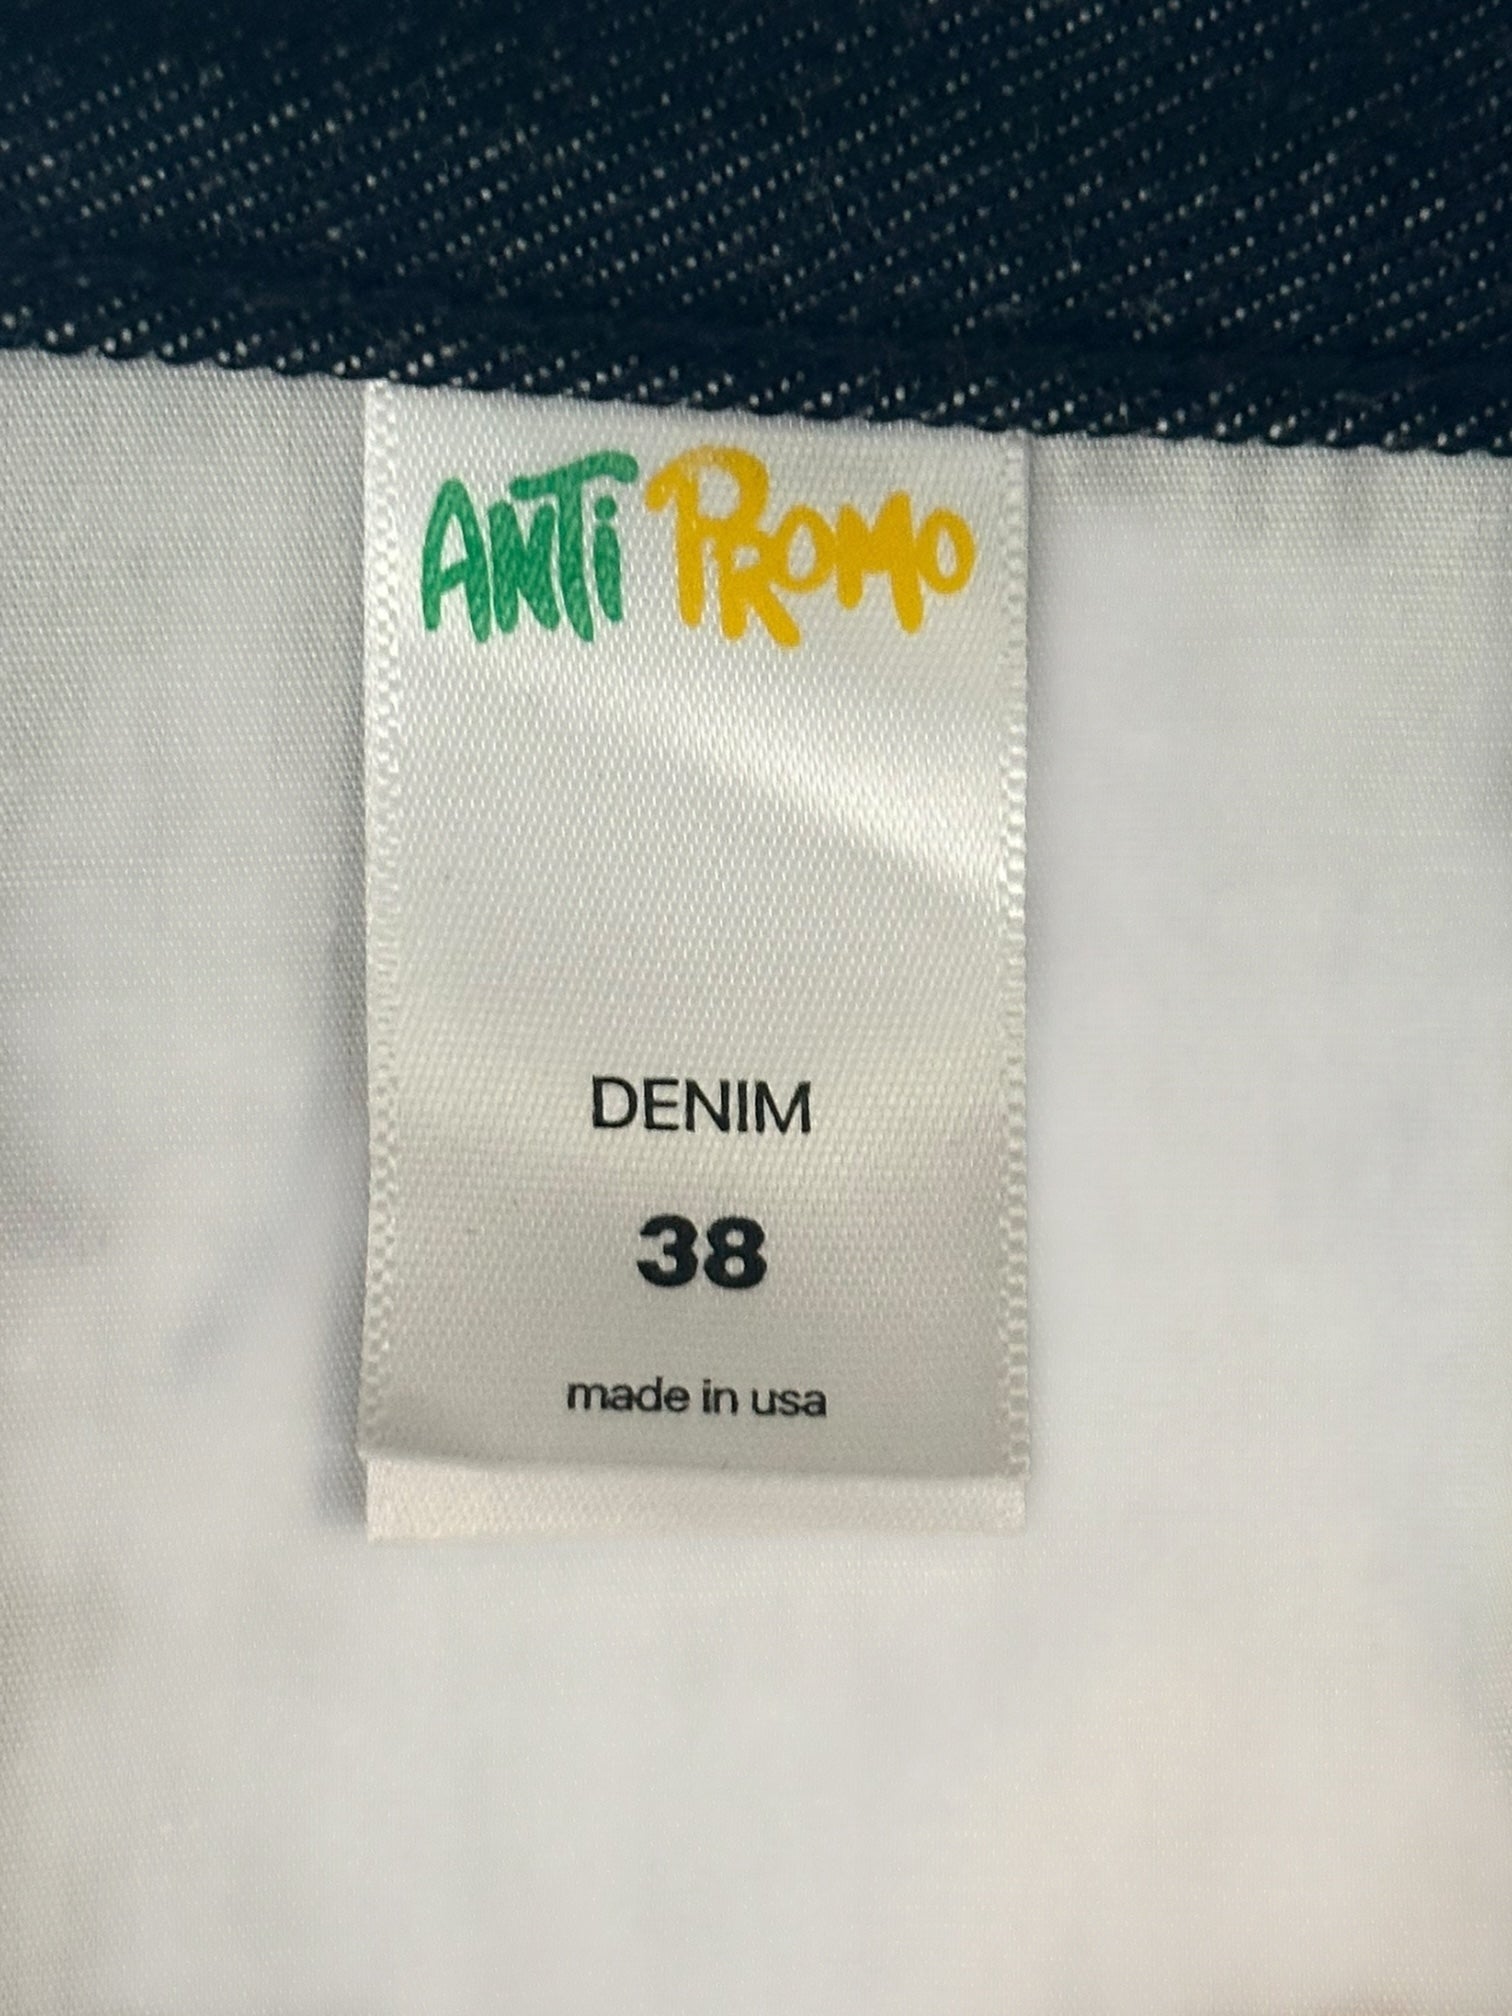 ANTi PROMO
DENIM
38
made in usa